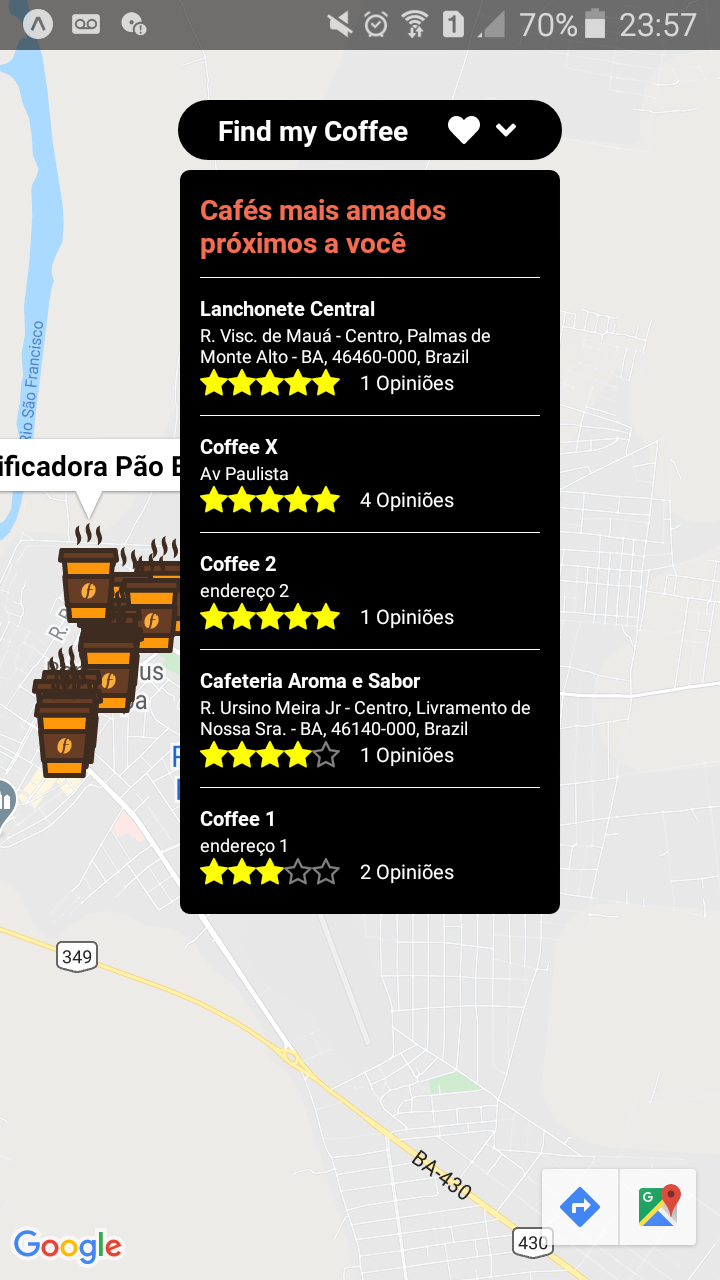 70% 23:57
Find my Coffee
Cafés mais amados
próximos a você
Lanchonete Central
R. Visc. de Mauá - Centro, Palmas de
Monte Alto - BA, 46460-000, Brazil
1 Opiniões
Coffee X
Av Paulista
4 Opiniões
Coffee 2
endereço 2
1 Opiniões
Cafeteria Aroma e Sabor
R. Ursino Meira Jr - Centro, Livramento de
Nossa Sra. - BA, 46140-000, Brazil
1 Opiniões
Coffee 1
endereço 1
2 Opiniões
Rio São Francisco
ificadora Pão
349
BA-430
430
Google